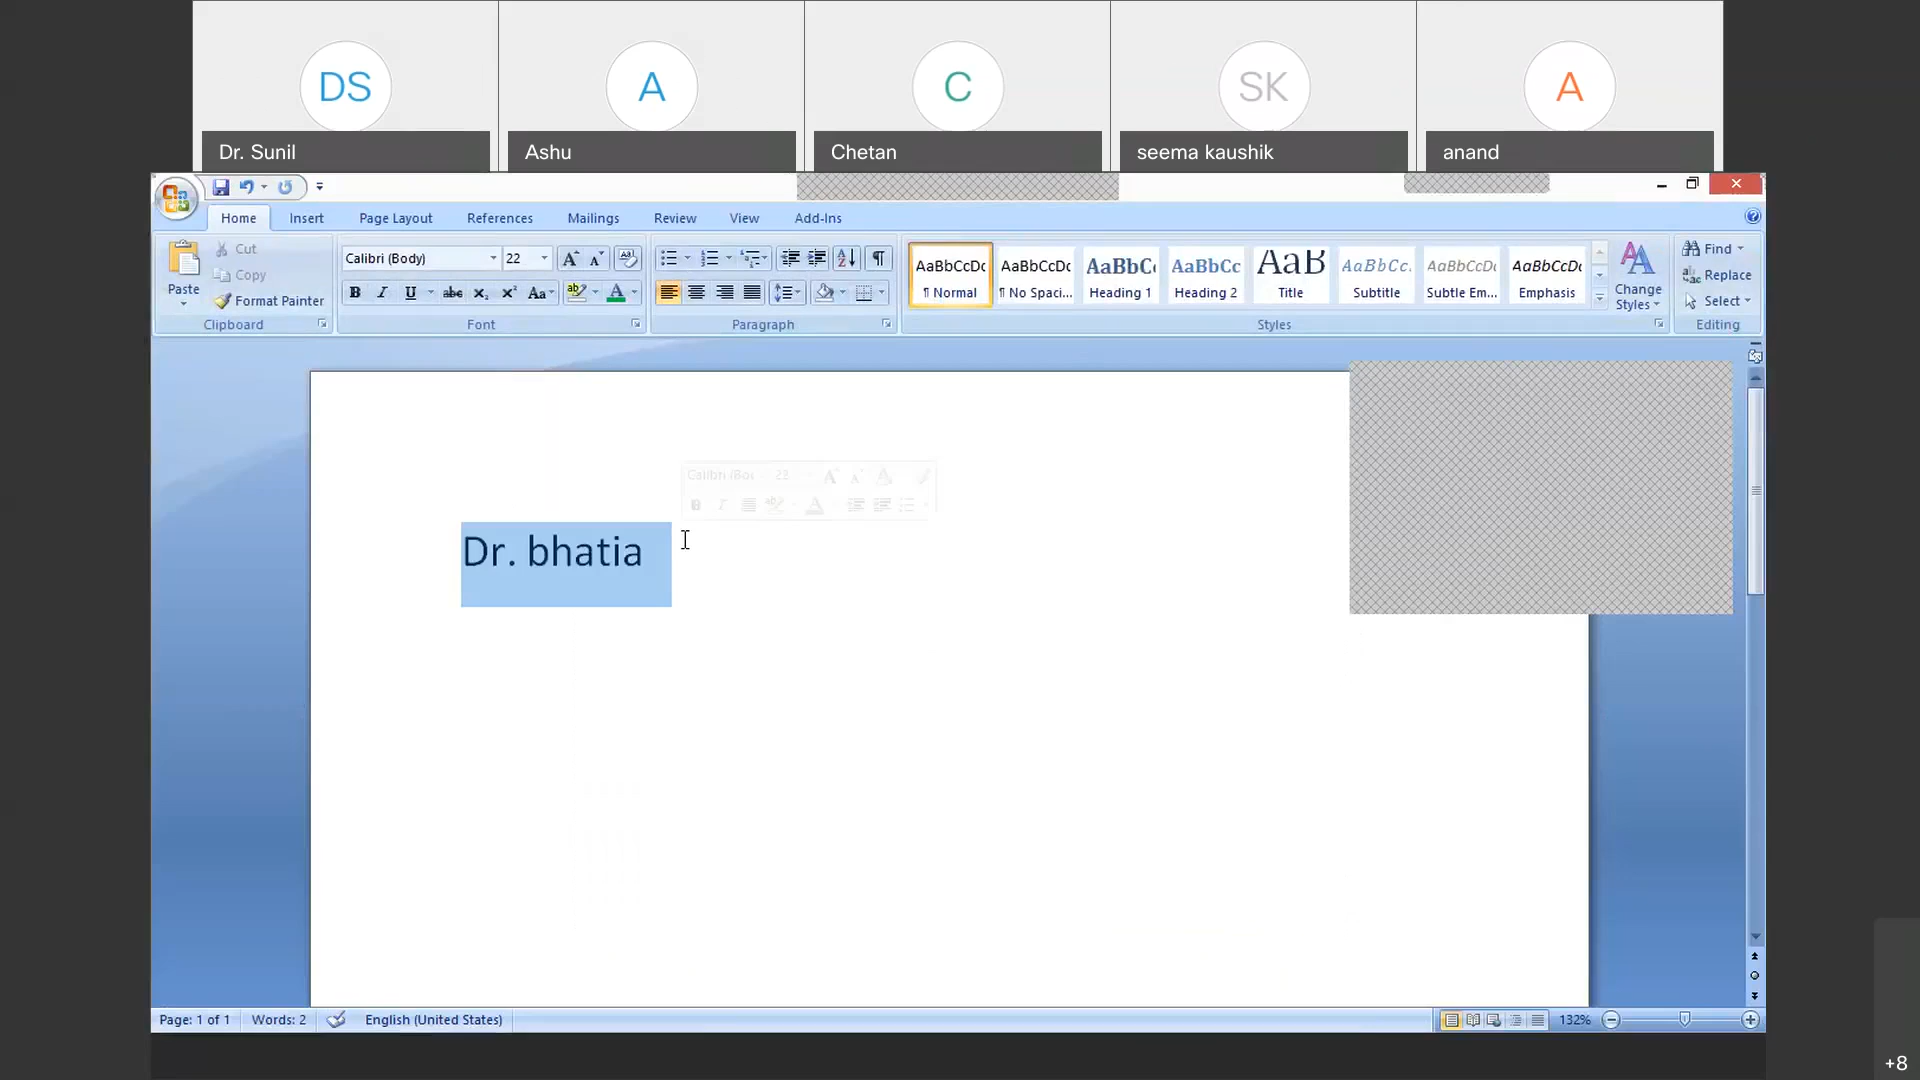 DS
A
C
SK
A
Dr. Sunil
Ashu
Chetan
seema kaushik
anand
Home
Insert
Page Layout
References
Mailings
Review
View
Add-Ins
Paste
Cut
Copy
Format Painter
Clipboard
Calibri (Body)
22
Font
Paragraph
AaBbCcDc
¶ Normal
AaBbCcDc
¶ No Spaci...
AaBbCc
Heading 1
AaBbCc
Heading 2
AaB
Title
AaBbCc.
Subtitle
AaBbCcDc
Subtle Em...
AaBbCcDc
Emphasis
Change
Styles
Styles
Find
Replace
Select
Editing
Dr. bhatia
Page: 1 of 1
Words: 2
English (United States)
132%
+8